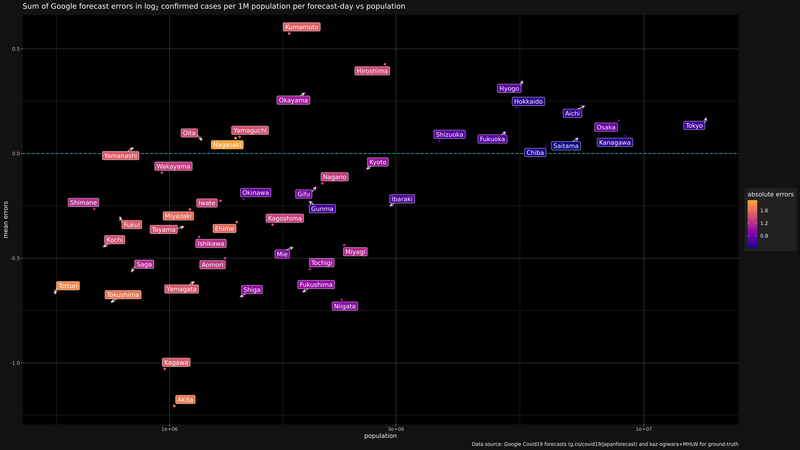 Sum of Google forecast errors in log₂ confirmed cases per 1M population per forecast-day vs population
Kumamoto
0.5
Hiroshima
Hyogo
Okayama
Hokkaido
Aichi
Tokyo
Osaka
Oita
Yamaguchi
Shizuoka
Fukuoka
Nagasaki
Saitama
Kanagawa
0.0
Yamanashi
Chiba
Kyoto
Wakayama
Nagano
Okinawa
Gifu
absolute errors
Shimane
Iwate
Ibaraki
Gunma
1.6
mean errors
Miyazaki
Kagoshima
1.2
Fukui
Toyama
Ehime
0.8
Kochi
Ishikawa
Mie
Miyagi
-0.5
Saga
Aomori
Tochigi
Tottori
Tokushima
Yamagata
Shiga
Fukushima
Niigata
-1.0
Kagawa
Akita
1e+06
3e+06
1e+07
population
Data source: Google Covid19 forecasts (g.co/covid19/japanforecast) and kaz-ogiwara+MHLW for ground-truth